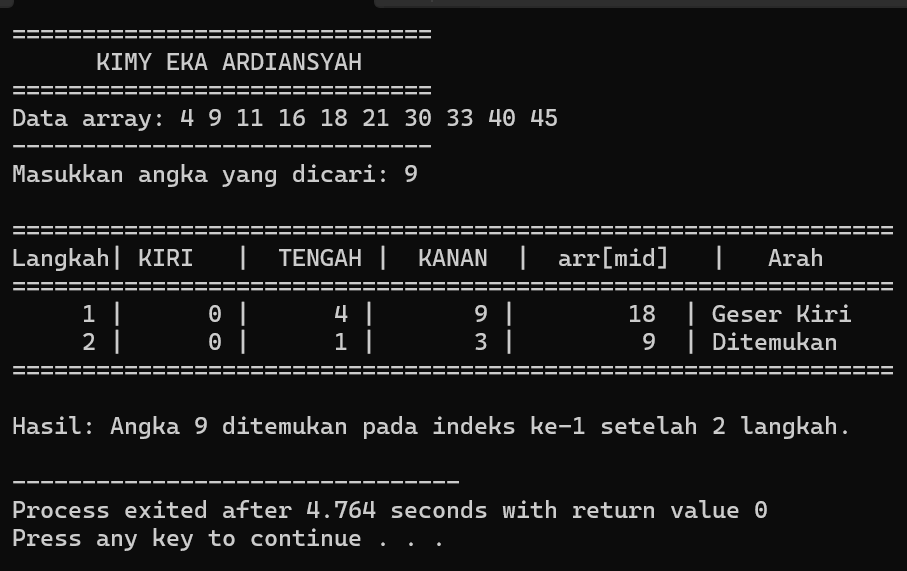 ==============================
      KIMY EKA ARDIANSYAH
==============================
Data array: 4 9 11 16 18 21 30 33 40 45
------------------------------
Masukkan angka yang dicari: 9
===============================================================
Langkah| KIRI   |  TENGAH |  KANAN  |  arr[mid]   |   Arah
===============================================================
     1 |      0 |      4 |       9 |        18  | Geser Kiri
     2 |      0 |      1 |       3 |         9  | Ditemukan
===============================================================
Hasil: Angka 9 ditemukan pada indeks ke-1 setelah 2 langkah.
--------------------------------
Process exited after 4.764 seconds with return value 0
Press any key to continue . . .